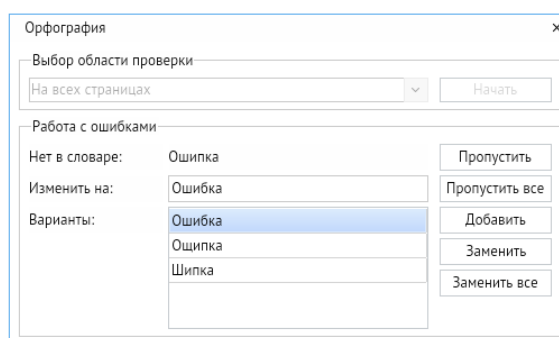 Орфография ×
Выбор области проверки
На всех страницах Начать
Работа с ошибками
Нет в словаре: Ошипка Пропустить
Изменить на: Ошибка Пропустить все
Варианты: Ошибка Добавить
Ощипка Заменить
Шипка Заменить все